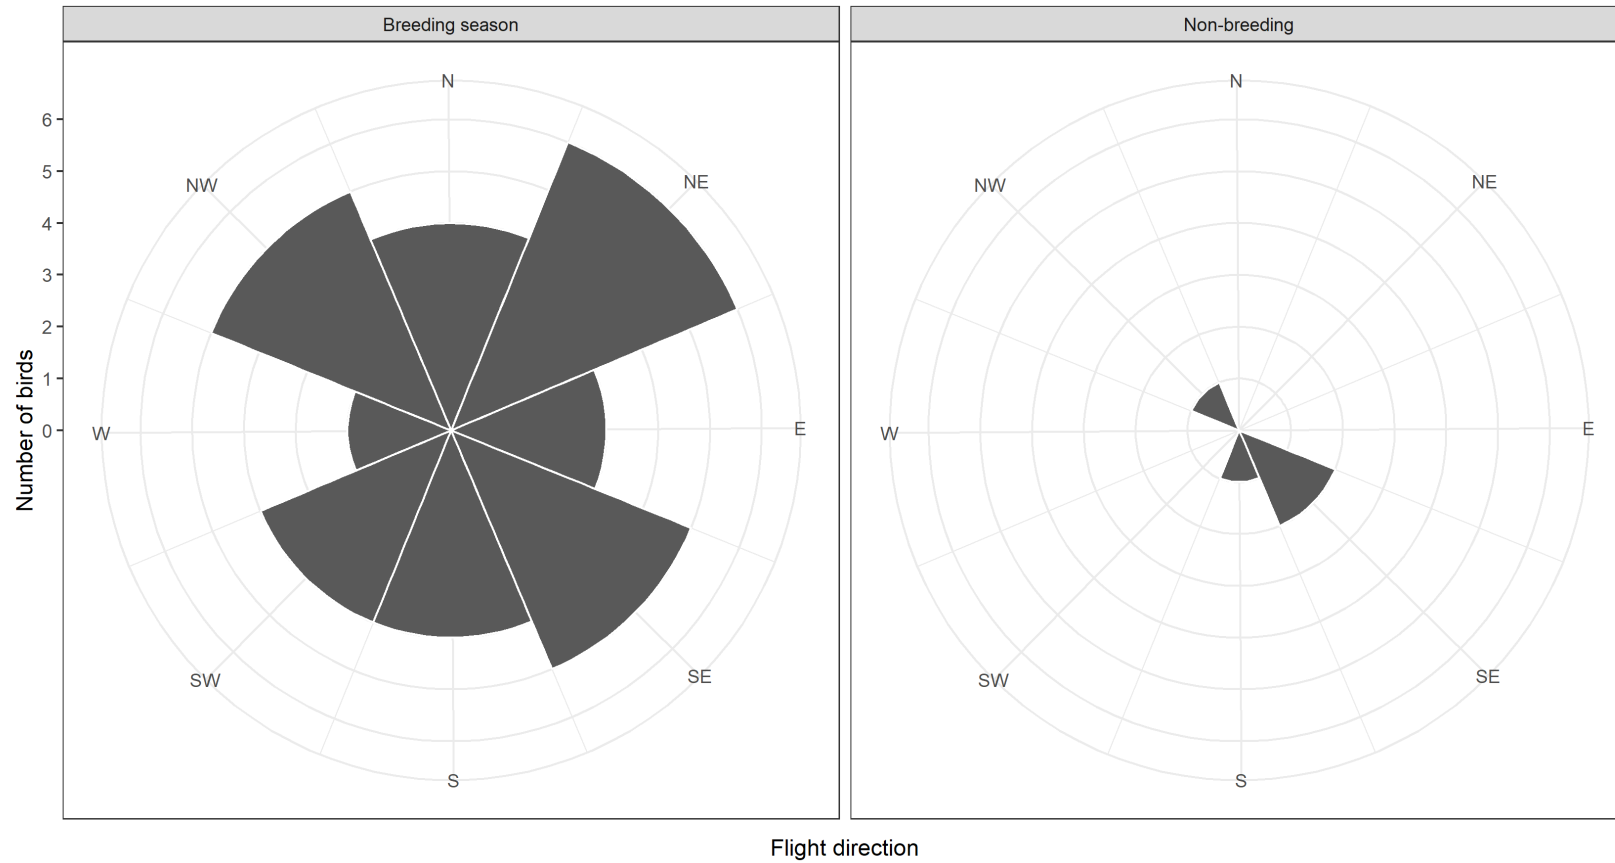 Breeding season
Non-breeding
Number of birds
6
5
4
3
2
1
0
N
NE
E
SE
S
SW
W
NW
N
NE
E
SE
S
SW
W
NW
Flight direction